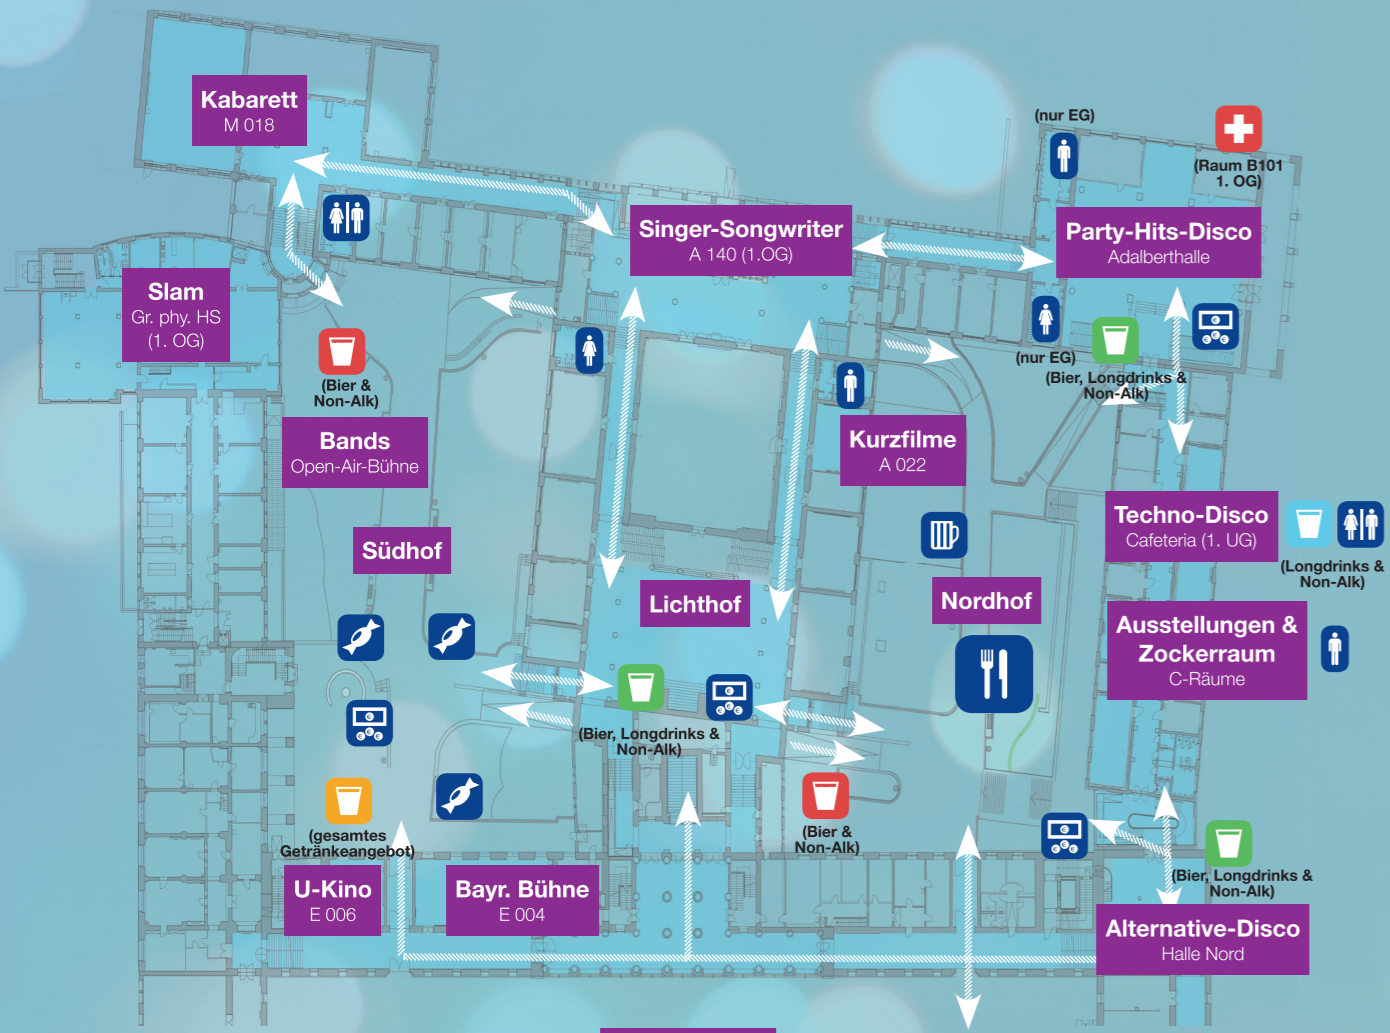 Kabarett
M 018
(nur EG)
(Raum B101
1. OG)
Singer-Songwriter
A 140 (1.OG)
Party-Hits-Disco
Adalberthalle
Slam
Gr. phy. HS
(1. OG)
(nur EG)
(Bier, Longdrinks &
Non-Alk)
(Bier &
Non-Alk)
Bands
Open-Air-Bühne
Kurzfilme
A 022
Techno-Disco
Cafeteria (1. UG)
(Longdrinks &
Non-Alk)
Südhof
Lichthof
Nordhof
Ausstellungen &
Zockerraum
C-Räume
(Bier, Longdrinks &
Non-Alk)
(gesamtes
Getränkeangebot)
(Bier &
Non-Alk)
(Bier, Longdrinks &
Non-Alk)
U-Kino
E 006
Bayr. Bühne
E 004
Alternative-Disco
Halle Nord